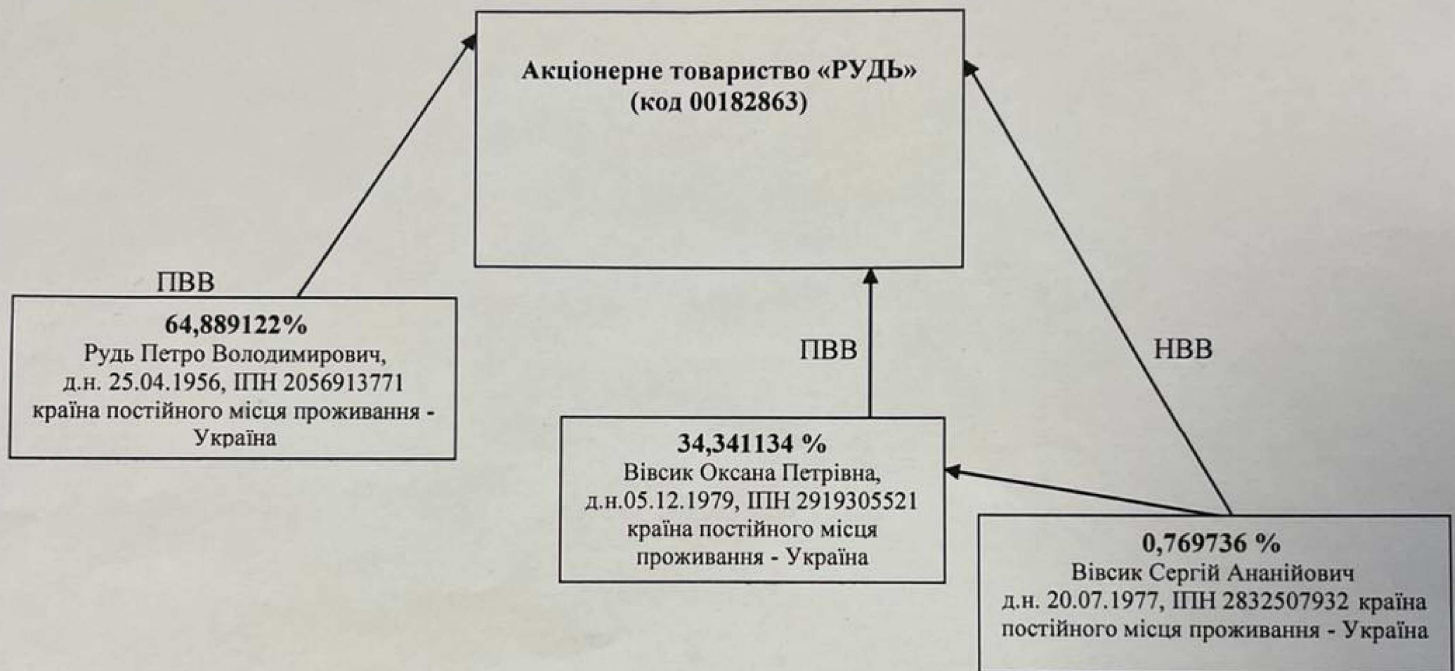 Акціонерне товариство «РУДЬ»
(код 00182863)
ПВВ
64,889122%
Рудь Петро Володимирович,
д.н. 25.04.1956, ІПН 2056913771
країна постійного місця проживання -
Україна
ПВВ
НВВ
34,341134 %
Вівсик Оксана Петрівна,
д.н.05.12.1979, ІПН 2919305521
країна постійного місця
проживання - Україна
0,769736 %
Вівсик Сергій Ананійович
д.н. 20.07.1977, ІПН 2832507932 країна
постійного місця проживання - Україна